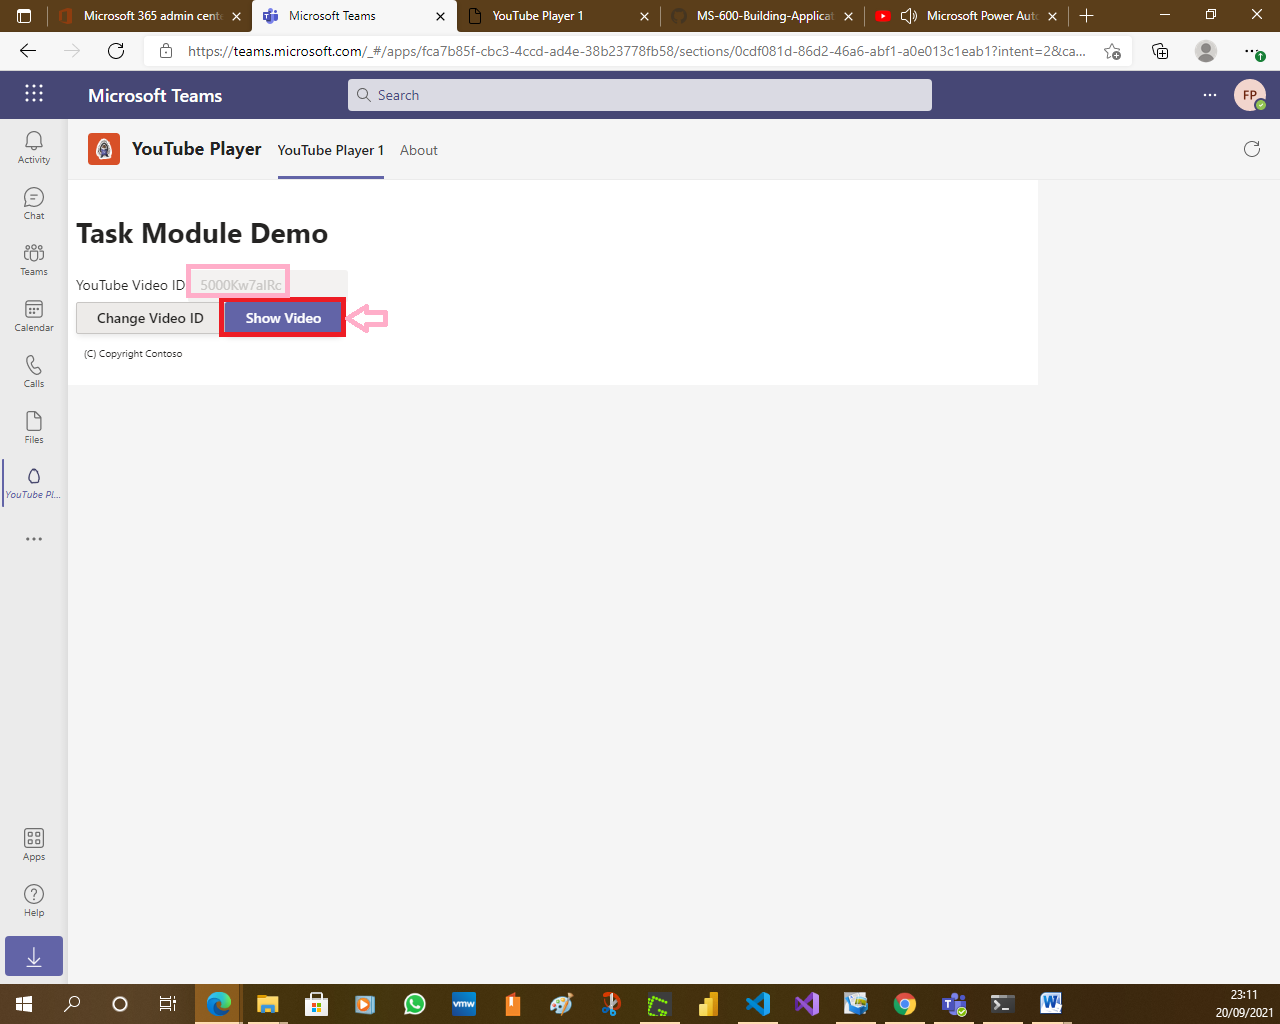 Microsoft 365 admin cente
Microsoft Teams
YouTube Player 1
MS-600-Building-Applicat
Microsoft Power Auto
https://teams.microsoft.com/_#/apps/fca7b85f-cbc3-4ccd-ad4e-38b23778fb58/sections/0cdf081d-86d2-46a6-abf1-a0e013c1eab1?intent=2&ca...
Microsoft Teams
Search
FP
Activity
Chat
Teams
Calendar
Calls
Files
YouTube Pl...
YouTube Player
YouTube Player 1
About
Task Module Demo
YouTube Video ID
5000Kw7aIRc
Change Video ID
Show Video
(C) Copyright Contoso
Apps
Help
vmw
23:11
20/09/2021